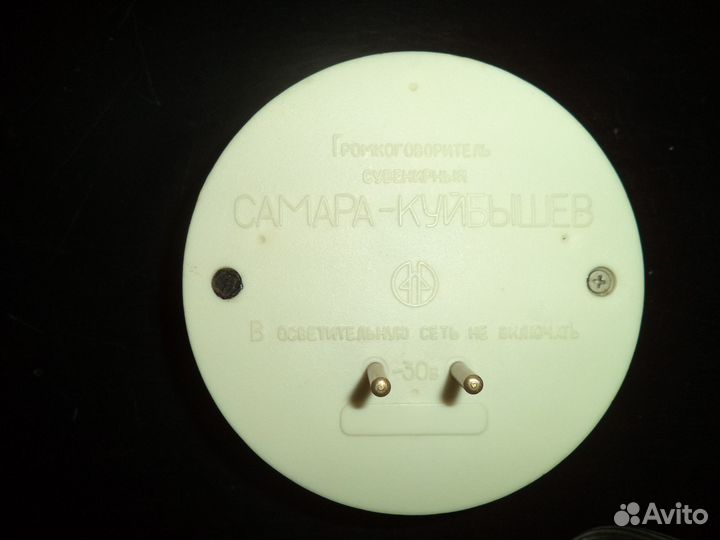 Громкоговоритель
сувенирный
САМАРА-КУЙБЫШЕВ
В осветительную сеть не включать
~30в
Avito